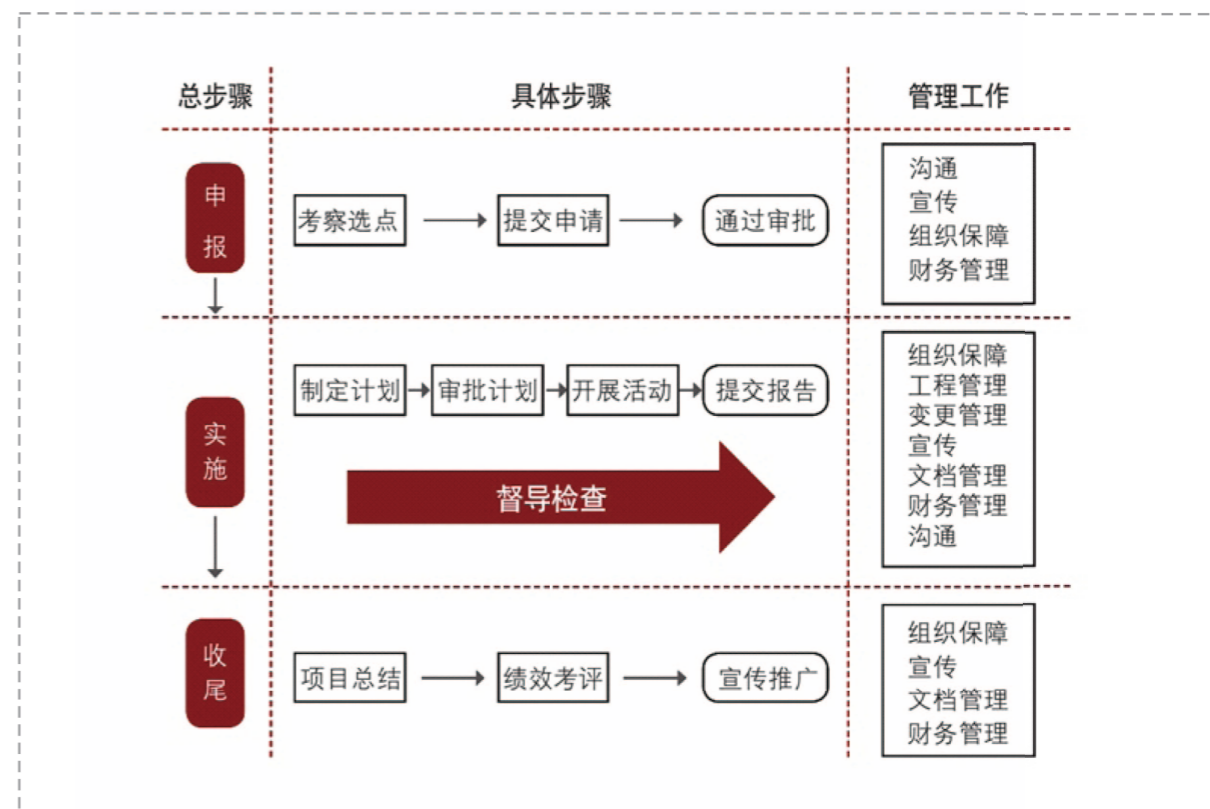 总步骤
具体步骤
管理工作
申报
考察选点
提交申请
通过审批
沟通
宣传
组织保障
财务管理
实施
制定计划
审批计划
开展活动
提交报告
督导检查
组织保障
工程管理
变更管理
宣传
文档管理
财务管理
沟通
收尾
项目总结
绩效考评
宣传推广
组织保障
宣传
文档管理
财务管理